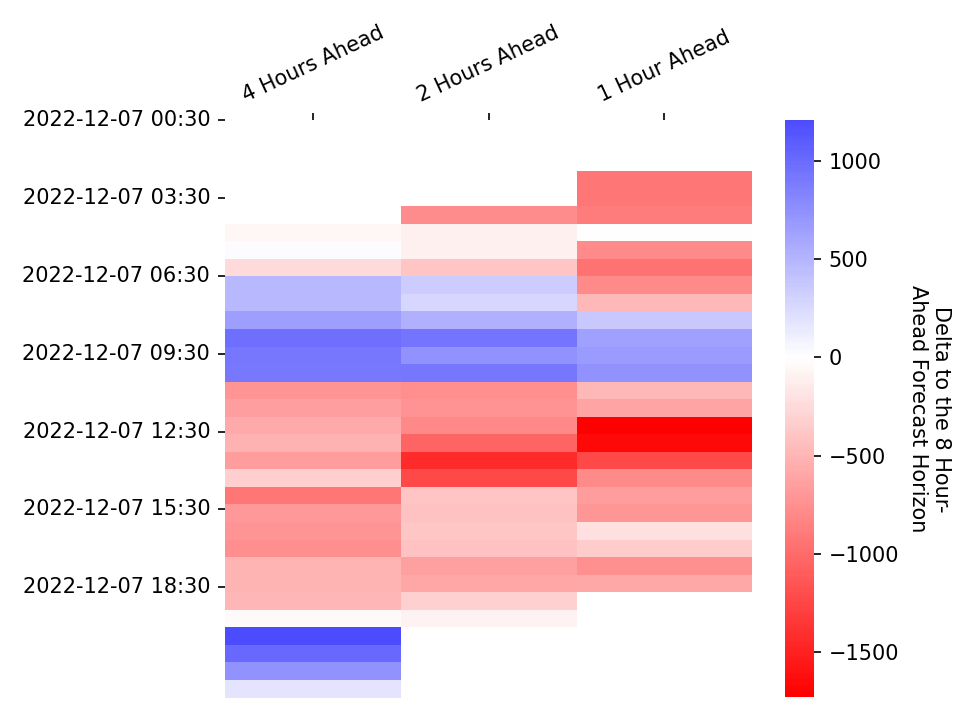 4 Hours Ahead
2 Hours Ahead
1 Hour Ahead
2022-12-07 00:30
2022-12-07 03:30
2022-12-07 06:30
2022-12-07 09:30
2022-12-07 12:30
2022-12-07 15:30
2022-12-07 18:30
1000
500
0
−500
−1000
−1500
Delta to the 8 Hour-
Ahead Forecast Horizon